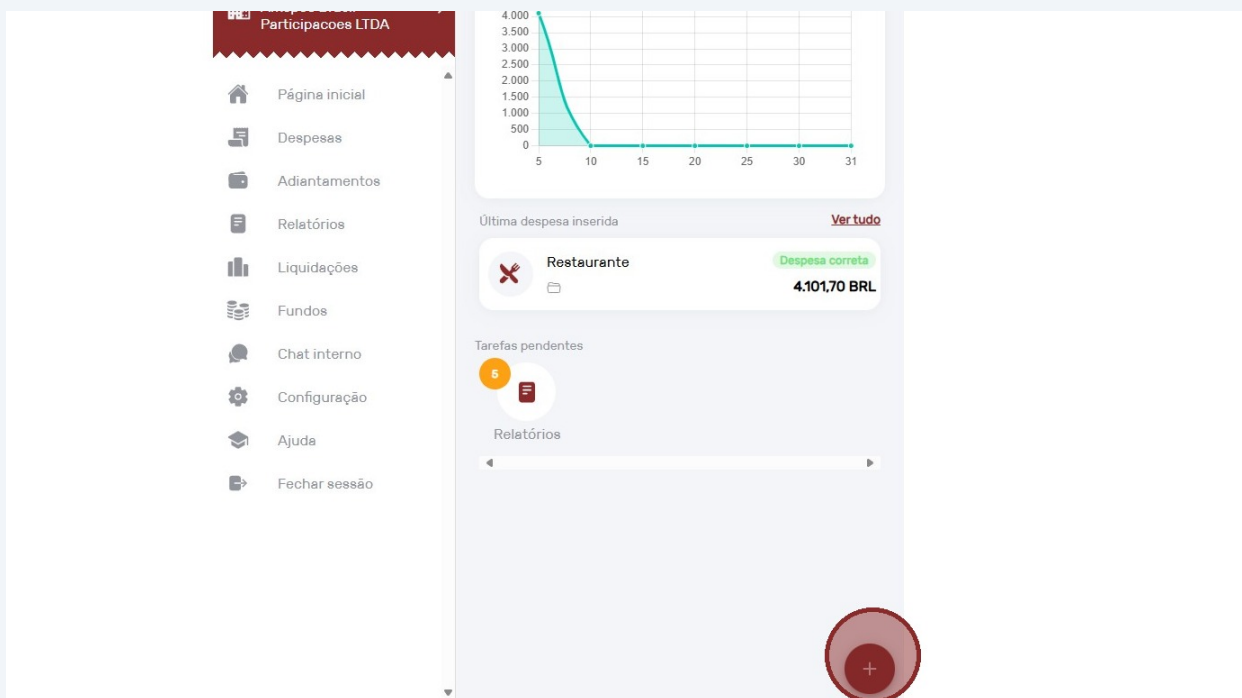 Participacoes LTDA
Página inicial
Despesas
Adiantamentos
Relatórios
Liquidações
Fundos
Chat interno
Configuração
Ajuda
Fechar sessão
4.000
3.500
3.000
2.500
2.000
1.500
1.000
500
0
5 10 15 20 25 30 31
Última despesa inserida Ver tudo
Restaurante Despesa correta
4.101,70 BRL
Tarefas pendentes
5
Relatórios
+